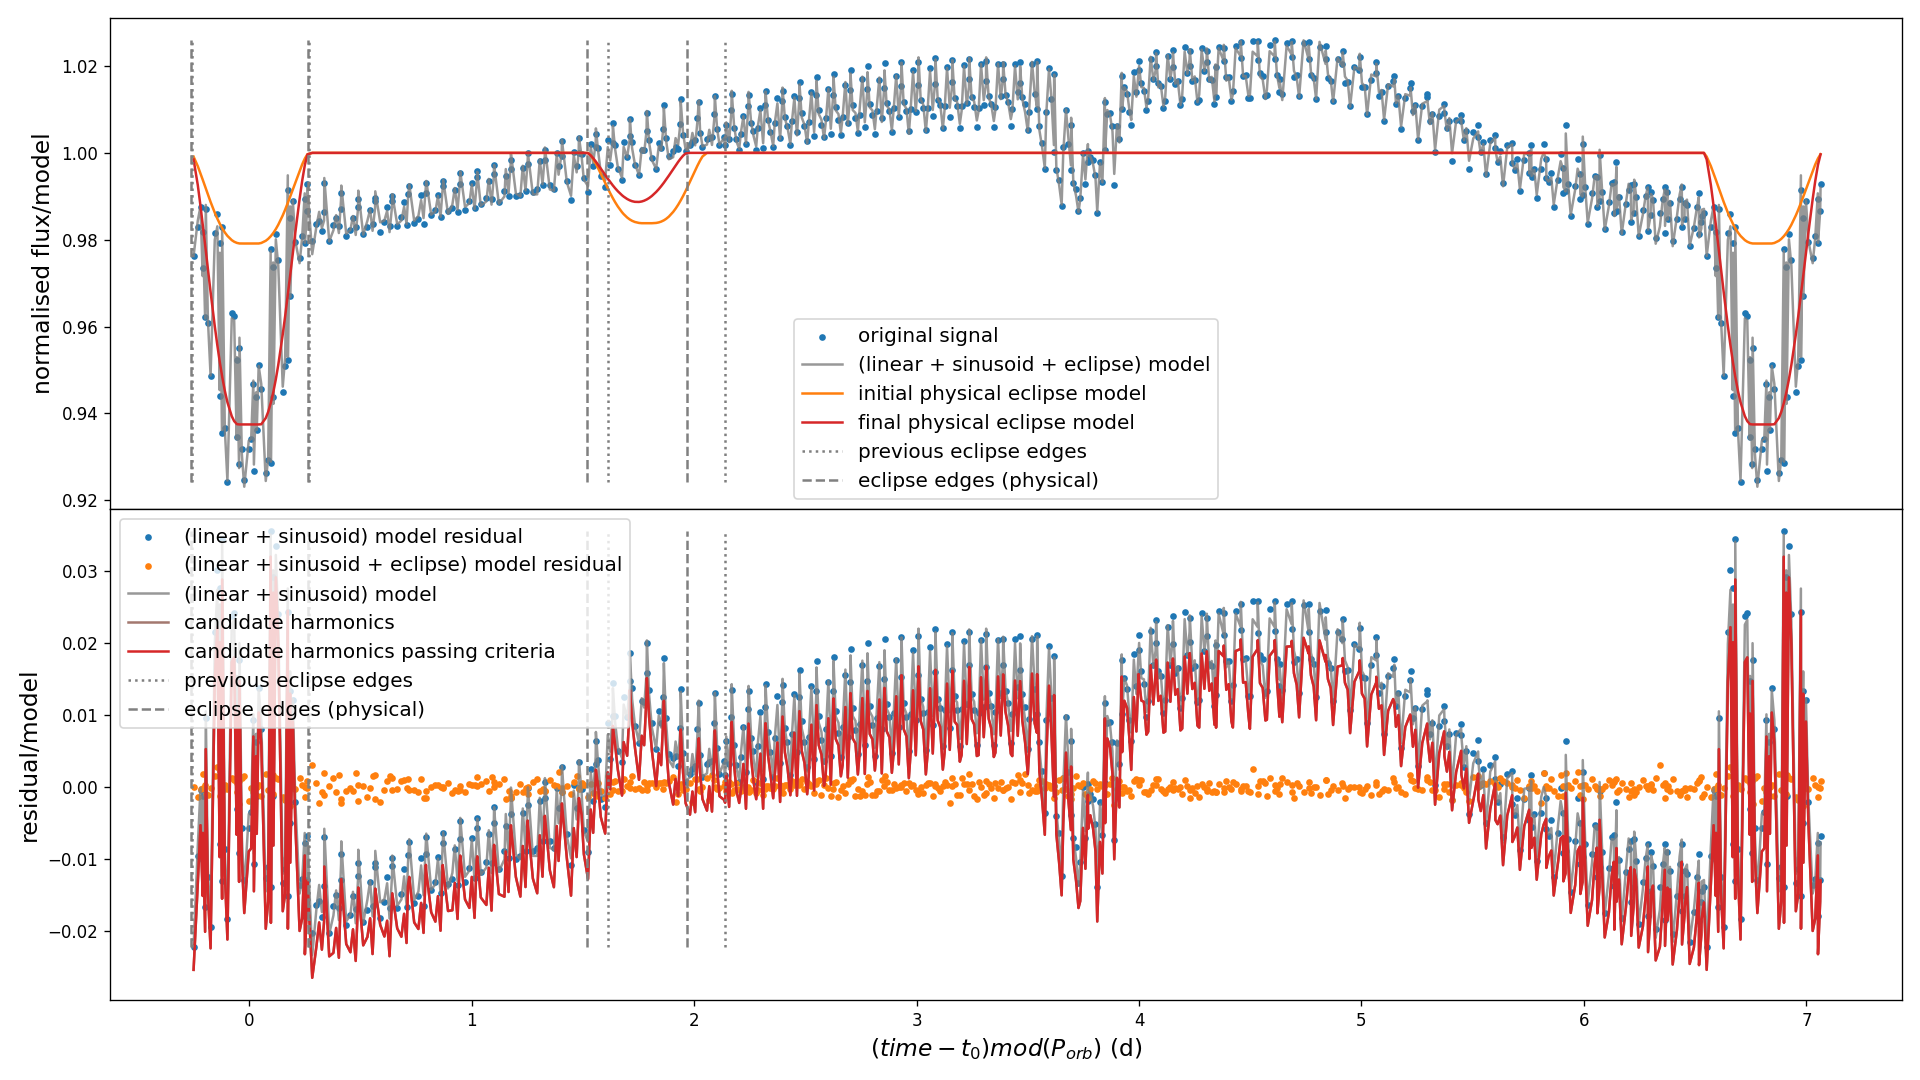 1.02
1.00
0.98
0.96
0.94
0.92
normalised flux/model
original signal
(linear + sinusoid + eclipse) model
initial physical eclipse model
final physical eclipse model
previous eclipse edges
eclipse edges (physical)
(linear + sinusoid) model residual
(linear + sinusoid + eclipse) model residual
(linear + sinusoid) model
candidate harmonics
candidate harmonics passing criteria
previous eclipse edges
eclipse edges (physical)
0.03
0.02
0.01
0.00
−0.01
−0.02
residual/model
0 1 2 3 4 5 6 7
(time − t₀)mod(P_orb) (d)